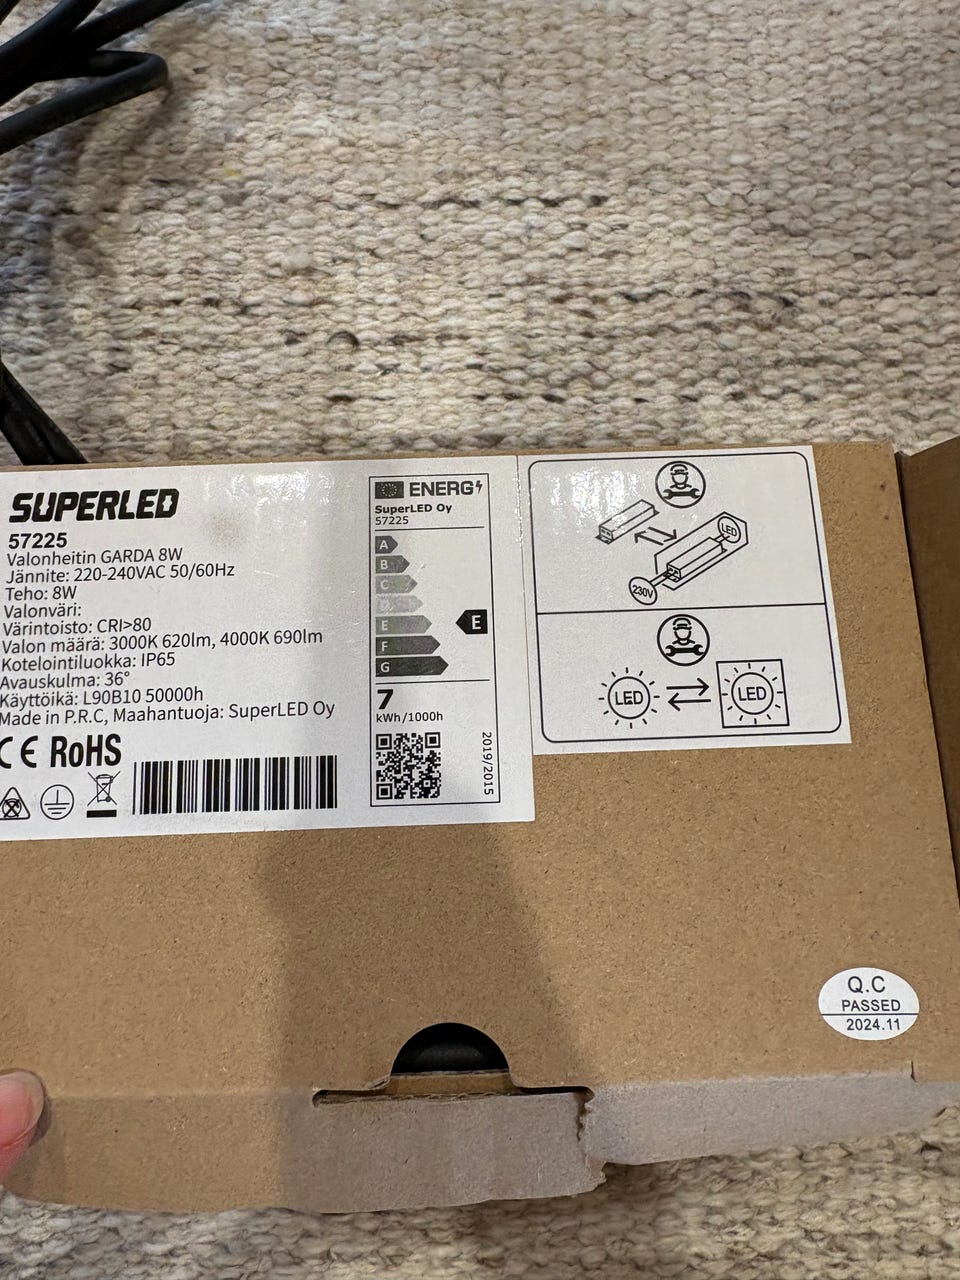 SUPERLED
57225
Valonheitin GARDA 8W
Jännite: 220-240VAC 50/60Hz
Teho: 8W
Valonväri:
Värintoisto: CRI>80
Valon määrä: 3000K 620lm, 4000K 690lm
Kotelointiluokka: IP65
Avauskulma: 36°
Käyttöikä: L90B10 50000h
Made in P.R.C, Maahantuoja: SuperLED Oy
CE RoHS
ENERG
SuperLED Oy
57225
A
B
C
D
E
F
G
E
7
kWh/1000h
2019/2015
LED
230V
LED
LED
Q.C
PASSED
2024.11